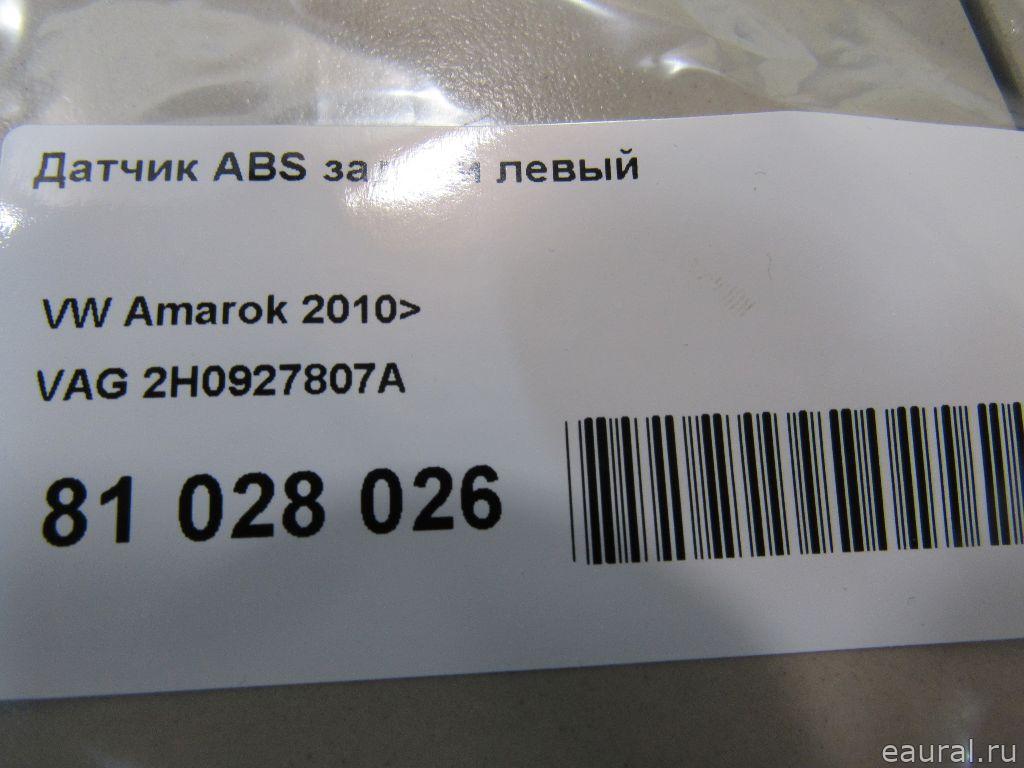 Датчик ABS левый
VW Amarok 2010>
VAG 2H0927807A
81 028 026
eaural.ru